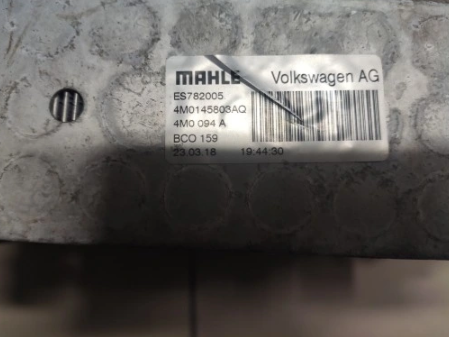 MAHLE Volkswagen AG
ES782005
4M0145803AQ
4M0 094 A
BCO 159
23.03.18 19:44:30